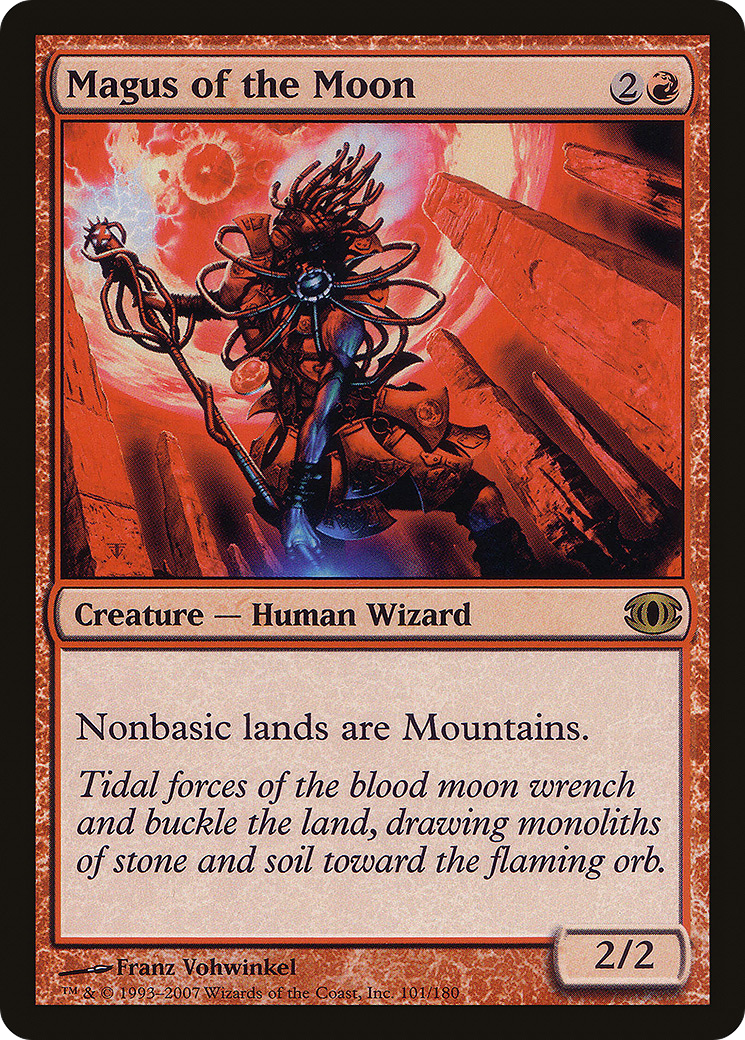 Magus of the Moon 2
Creature — Human Wizard
Nonbasic lands are Mountains.
Tidal forces of the blood moon wrench
and buckle the land, drawing monoliths
of stone and soil toward the flaming orb.
2/2
Franz Vohwinkel
™ & © 1993–2007 Wizards of the Coast, Inc. 101/180